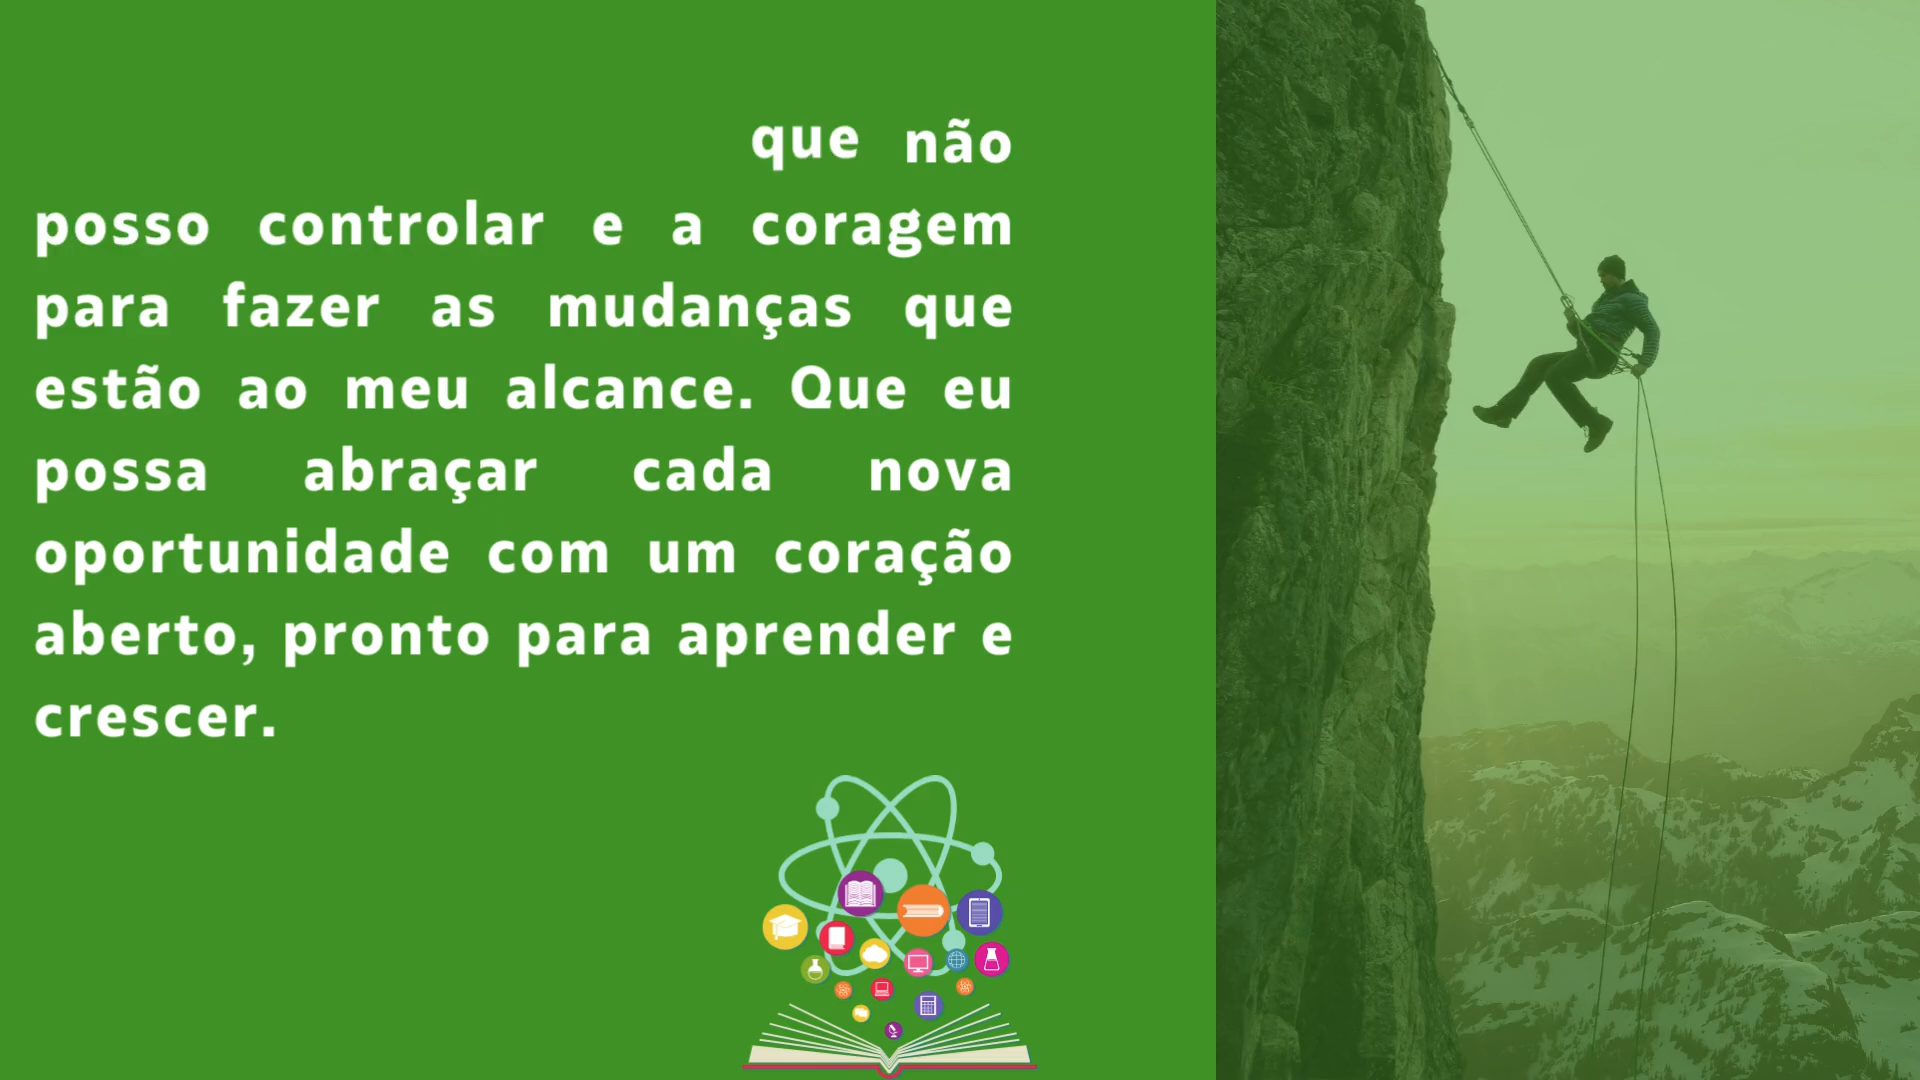 que não
posso controlar e a coragem
para fazer as mudanças que
estão ao meu alcance. Que eu
possa abraçar cada nova
oportunidade com um coração
aberto, pronto para aprender e
crescer.